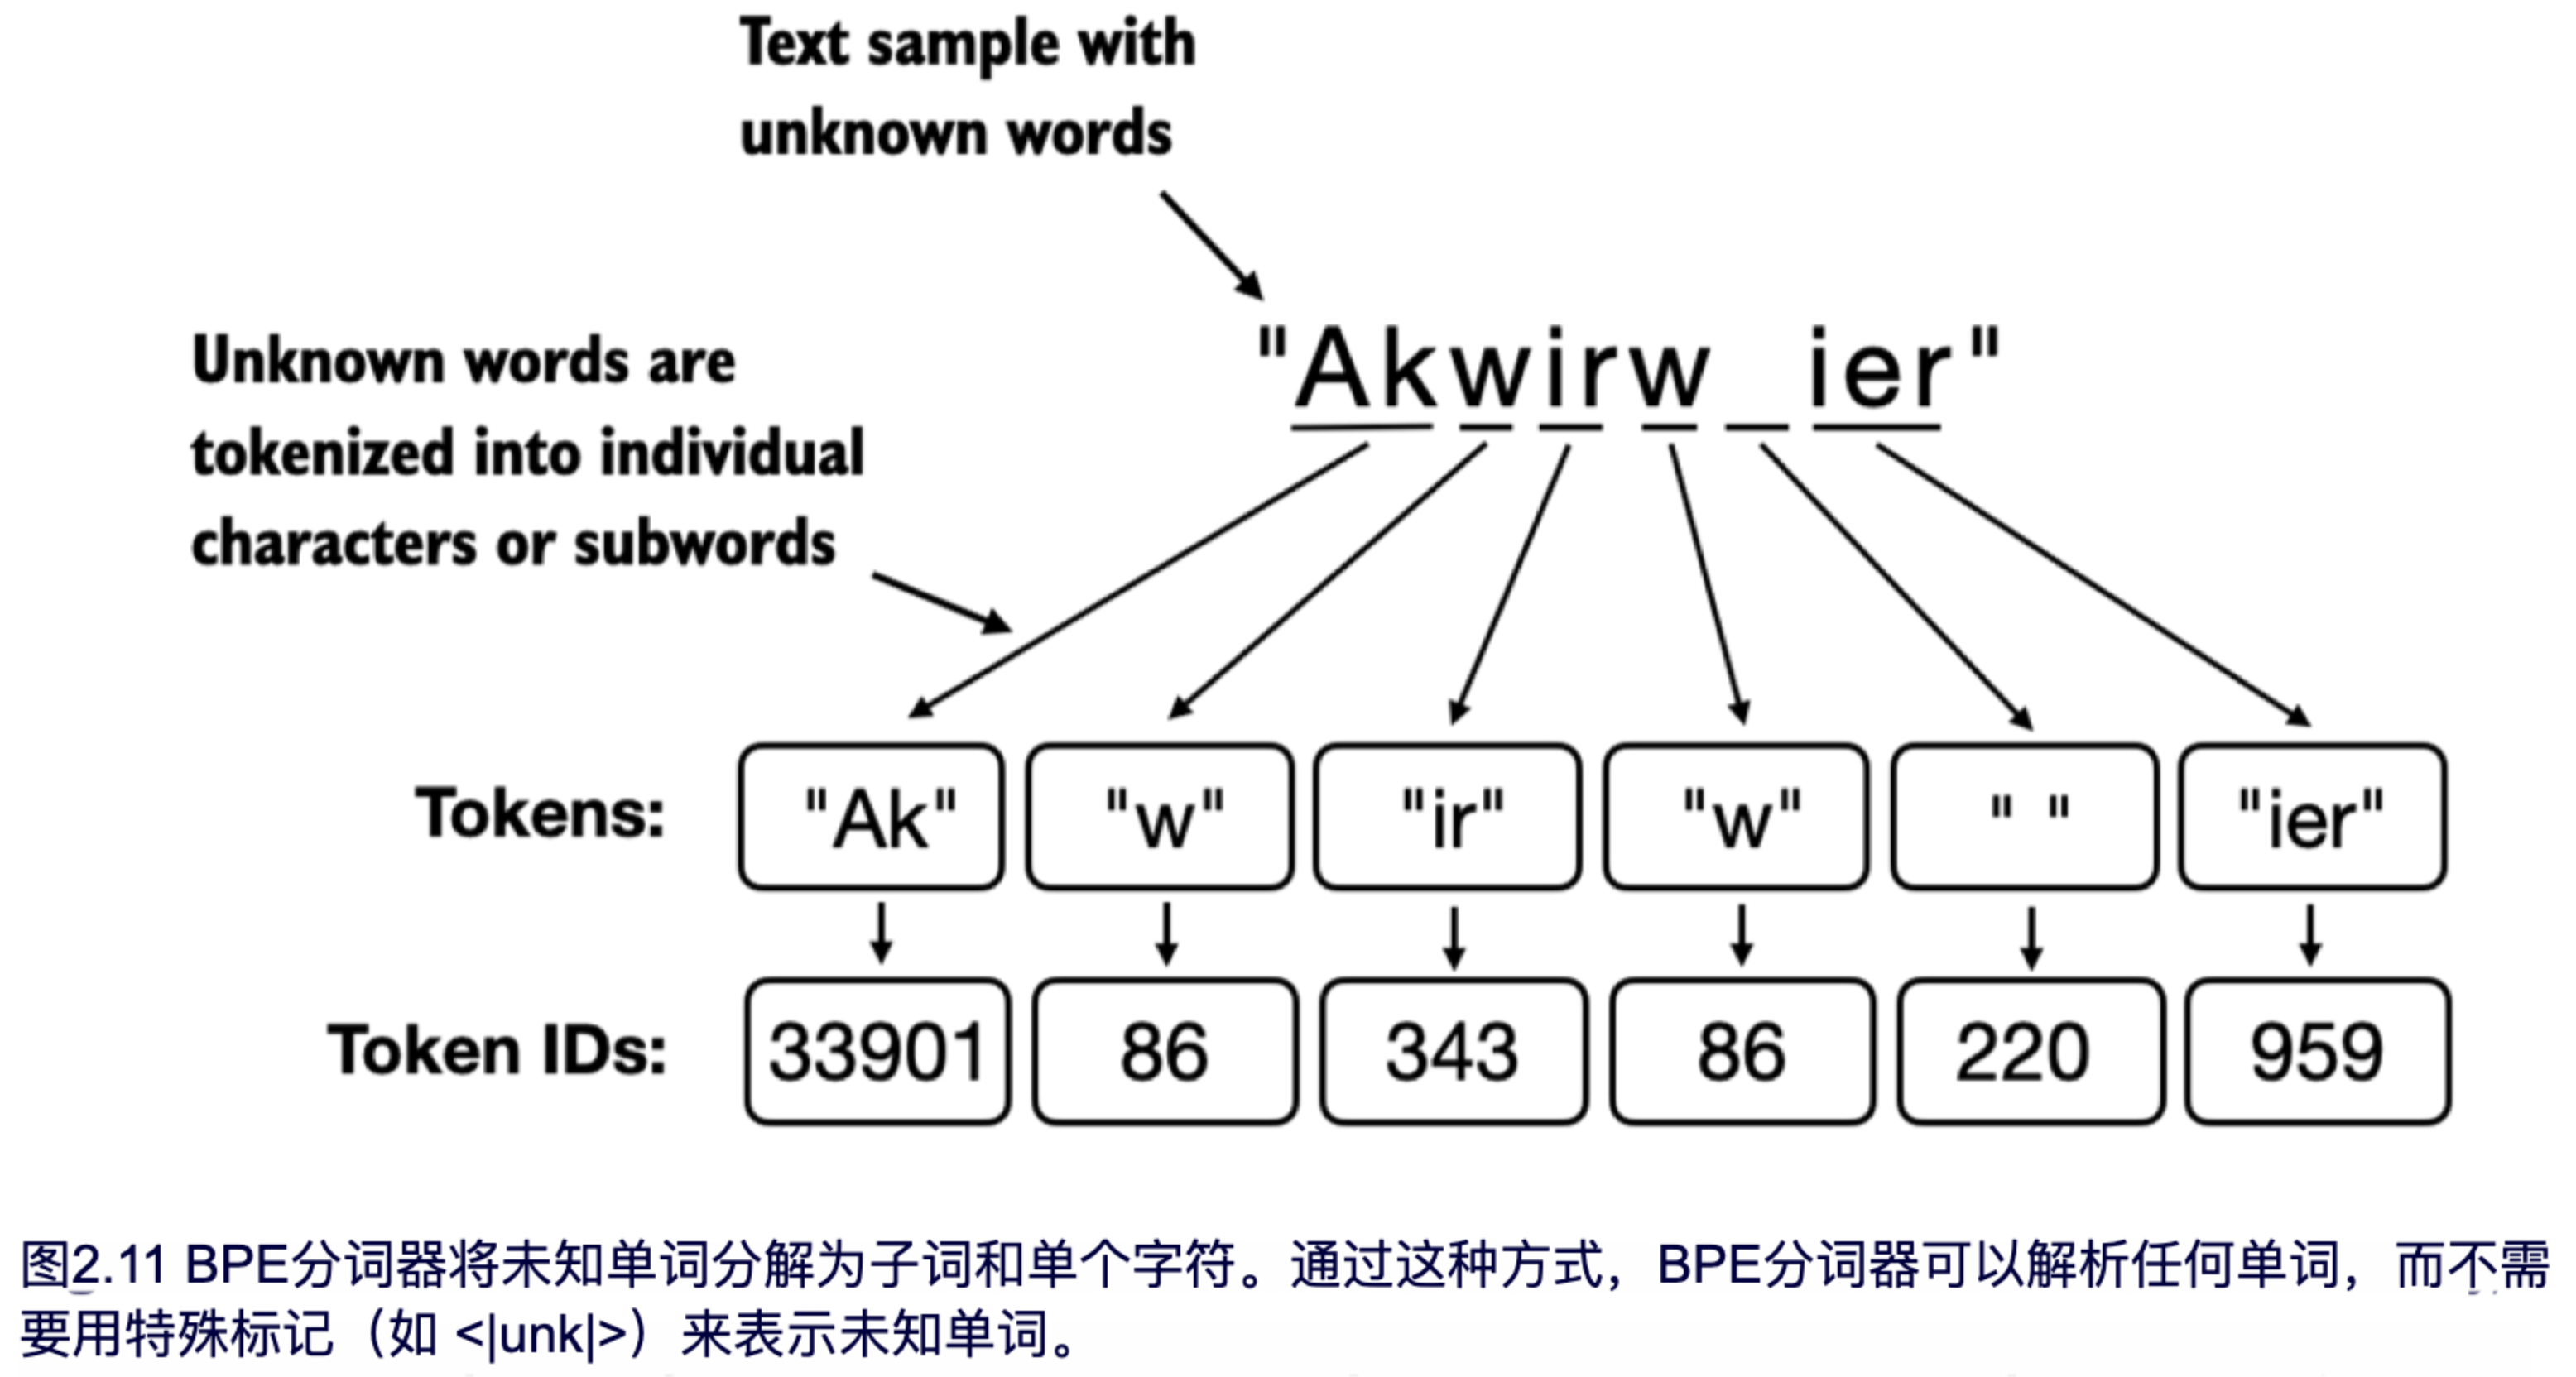 Text sample with
unknown words
"Akwirw ier"
Unknown words are
tokenized into individual
characters or subwords
Tokens: "Ak" "w" "ir" "w" " " "ier"
Token IDs: 33901 86 343 86 220 959
图2.11 BPE分词器将未知单词分解为子词和单个字符。通过这种方式，BPE分词器可以解析任何单词，而不需
要用特殊标记（如 <|unk|>）来表示未知单词。